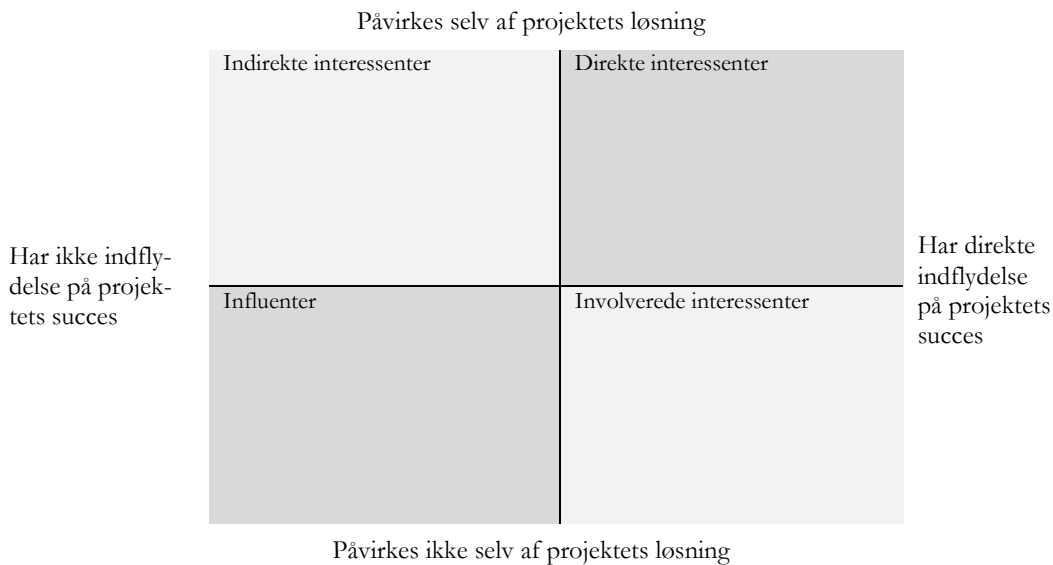 Påvirkes selv af projektets løsning
Indirekte interessenter
Direkte interessenter
Har ikke indfly-
delse på projek-
tets succes
Har direkte
indflydelse
på projektets
succes
Influenter
Involverede interessenter
Påvirkes ikke selv af projektets løsning